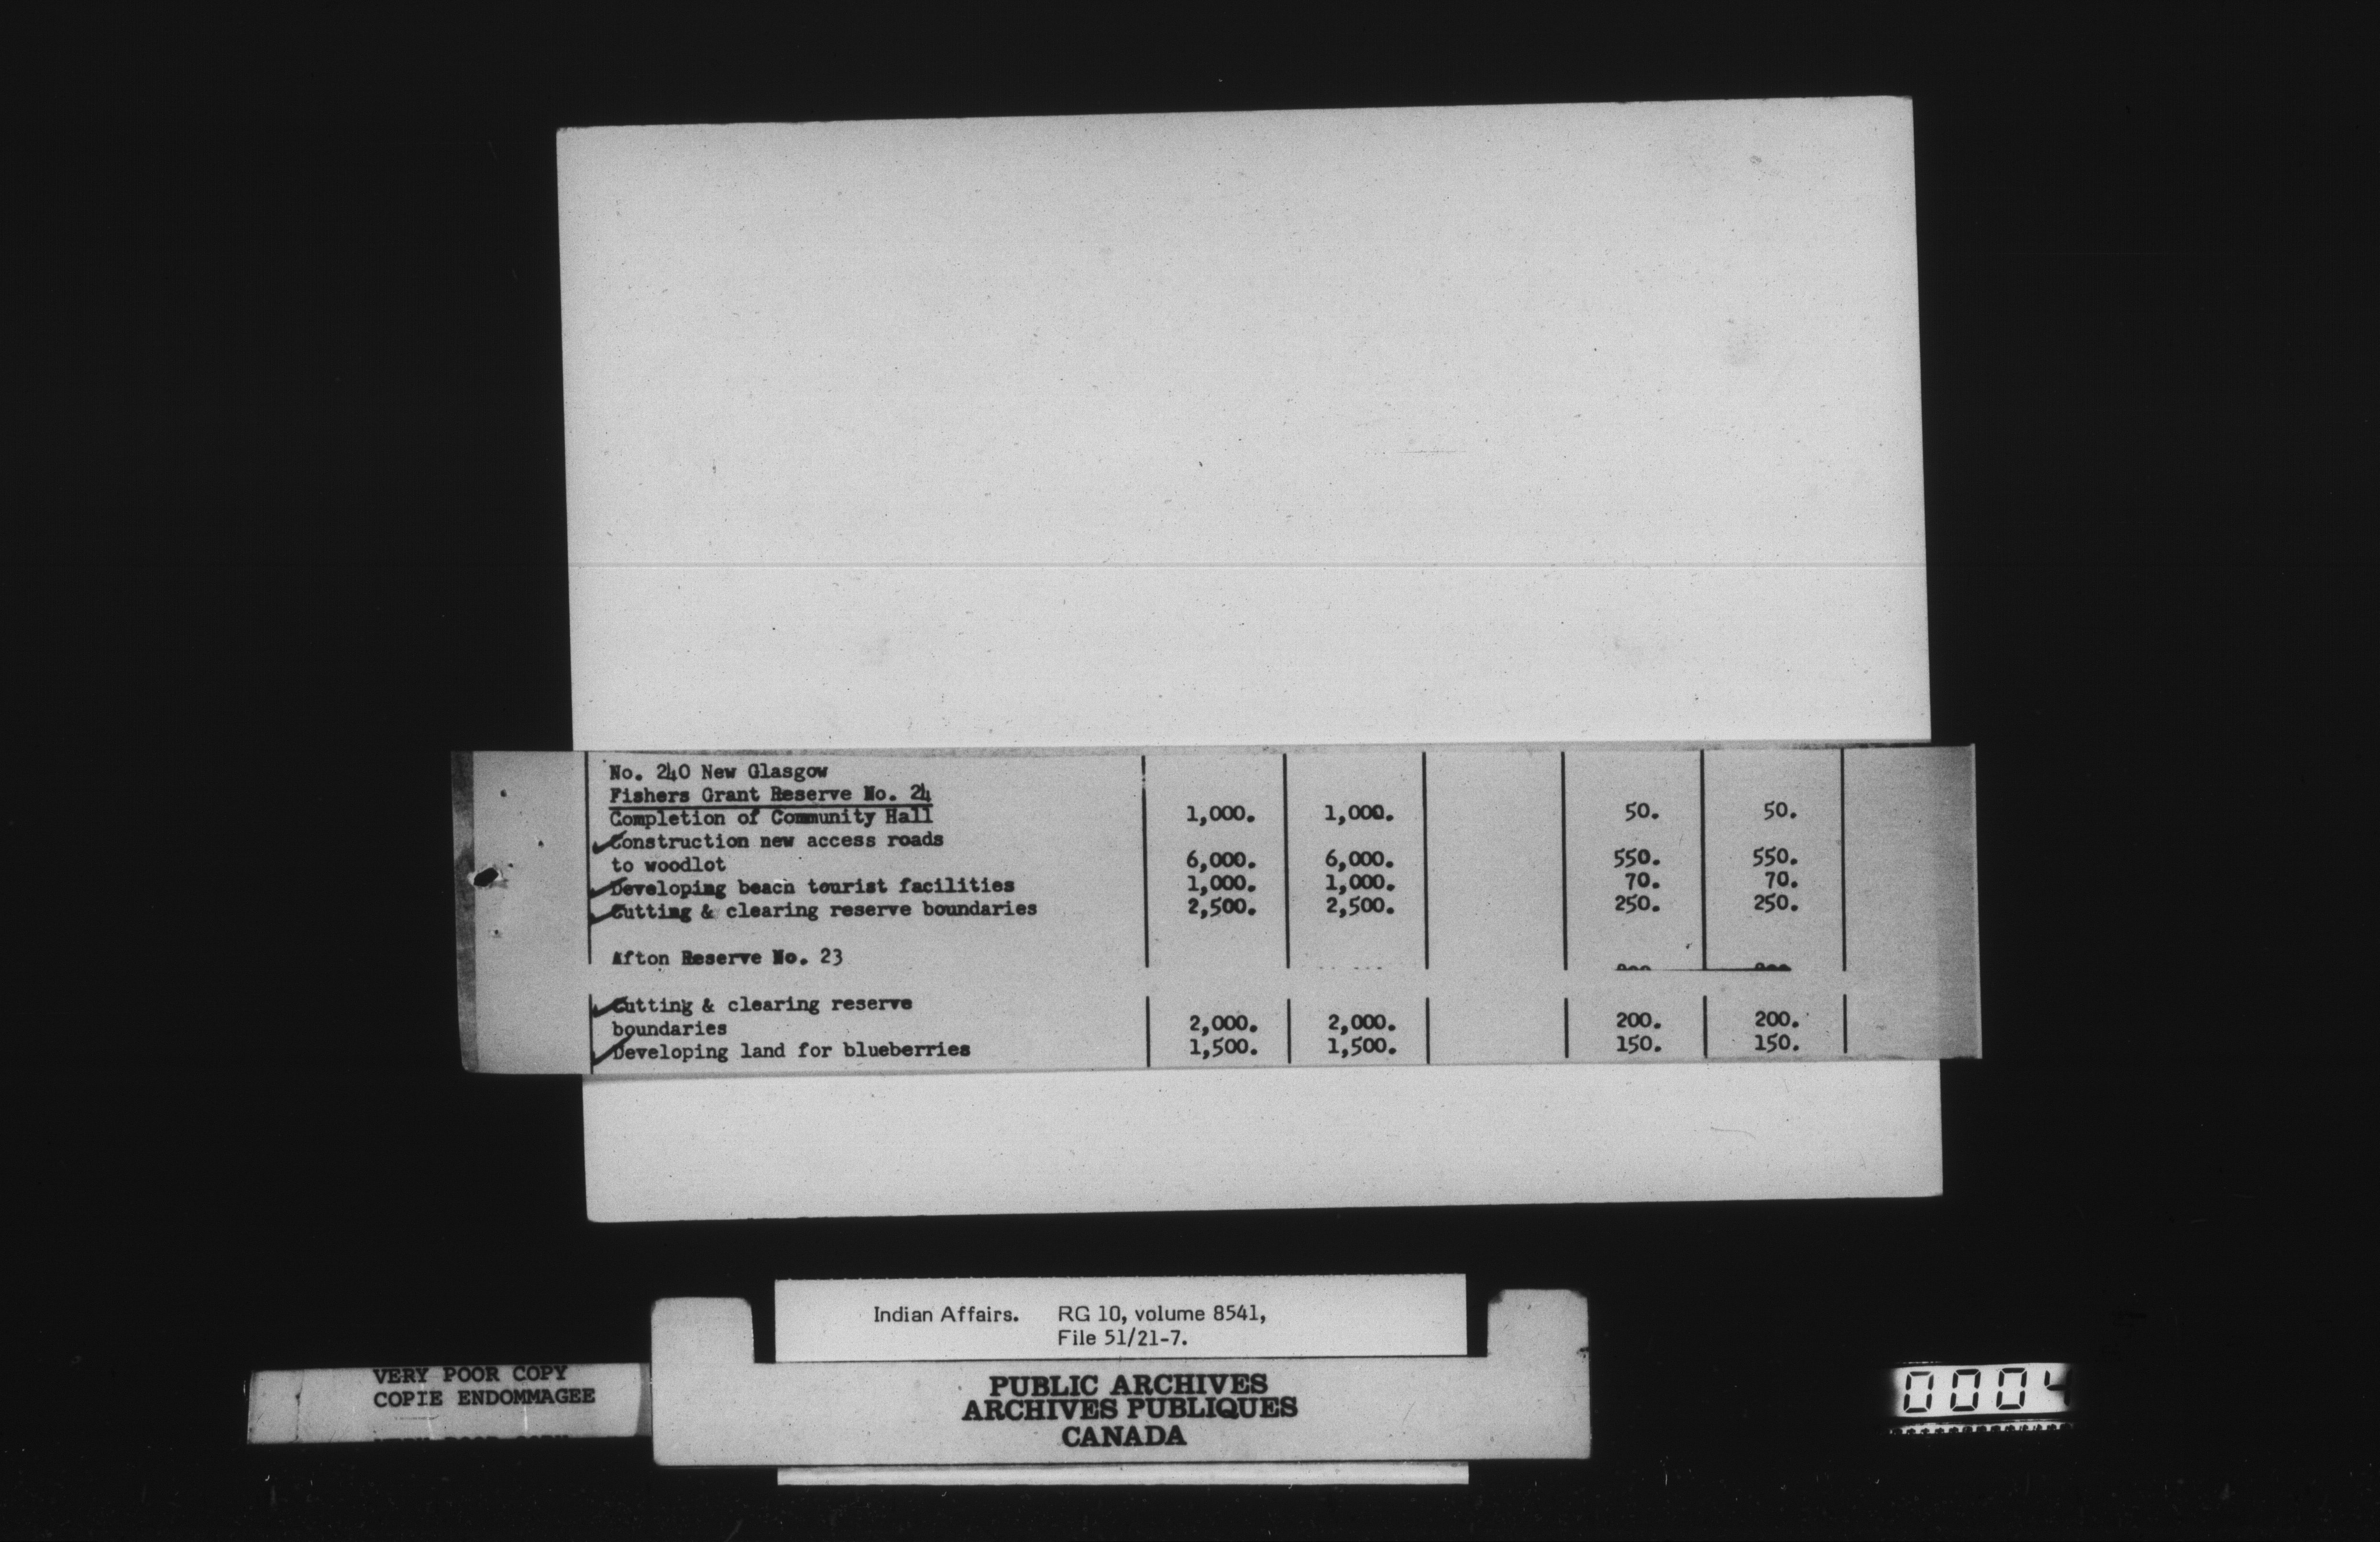 No. 240 New Glasgow
Fishers Grant Reserve No. 24
Completion of Community Hall 1,000. 1,000. 50. 50.
Construction new access roads
to woodlot 6,000. 6,000. 550. 550.
Developing beach tourist facilities 1,000. 1,000. 70. 70.
Cutting & clearing reserve boundaries 2,500. 2,500. 250. 250.
Afton Reserve No. 23
Cutting & clearing reserve
boundaries 2,000. 2,000. 200. 200.
Developing land for blueberries 1,500. 1,500. 150. 150.
Indian Affairs. RG 10, volume 8541,
File 51/21-7.
VERY POOR COPY
COPIE ENDOMMAGEE
PUBLIC ARCHIVES
ARCHIVES PUBLIQUES
CANADA
0004